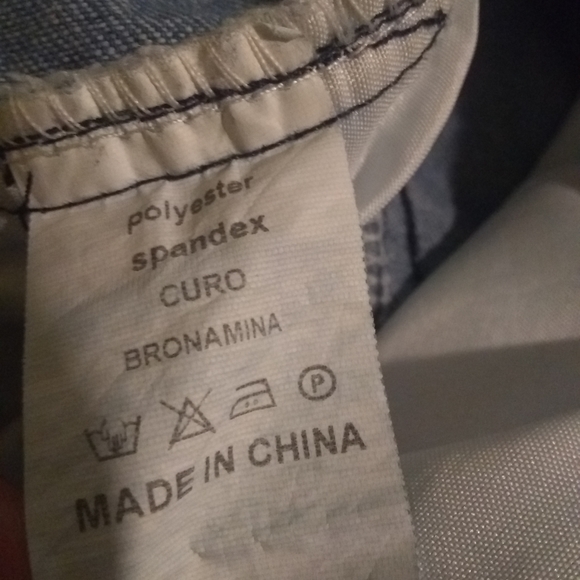 polyester
spandex
CURO
BRONAMINA
P
MADE IN CHINA